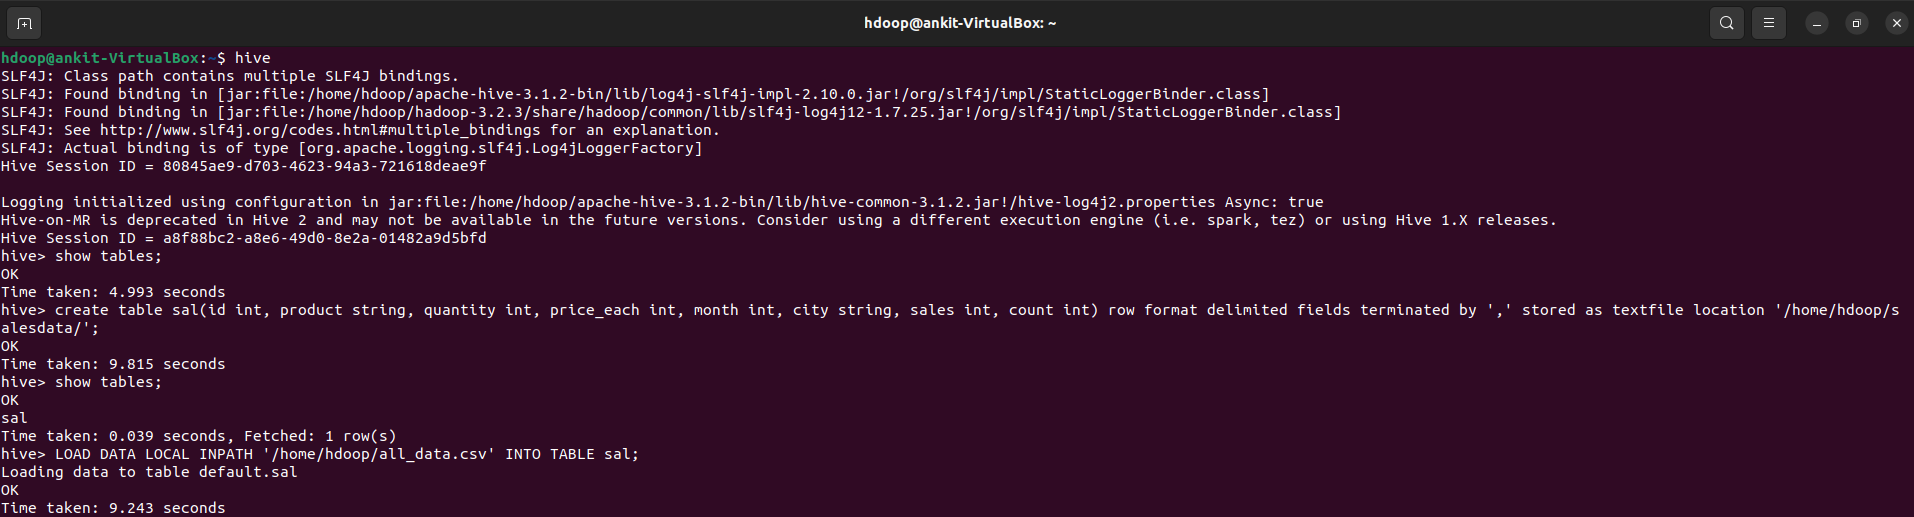 hdoop@ankit-VirtualBox: ~
hdoop@ankit-VirtualBox:~$ hive
SLF4J: Class path contains multiple SLF4J bindings.
SLF4J: Found binding in [jar:file:/home/hdoop/apache-hive-3.1.2-bin/lib/log4j-slf4j-impl-2.10.0.jar!/org/slf4j/impl/StaticLoggerBinder.class]
SLF4J: Found binding in [jar:file:/home/hdoop/hadoop-3.2.3/share/hadoop/common/lib/slf4j-log4j12-1.7.25.jar!/org/slf4j/impl/StaticLoggerBinder.class]
SLF4J: See http://www.slf4j.org/codes.html#multiple_bindings for an explanation.
SLF4J: Actual binding is of type [org.apache.logging.slf4j.Log4jLoggerFactory]
Hive Session ID = 80845ae9-d703-4623-94a3-721618deae9f
Logging initialized using configuration in jar:file:/home/hdoop/apache-hive-3.1.2-bin/lib/hive-common-3.1.2.jar!/hive-log4j2.properties Async: true
Hive-on-MR is deprecated in Hive 2 and may not be available in the future versions. Consider using a different execution engine (i.e. spark, tez) or using Hive 1.X releases.
Hive Session ID = a8f88bc2-a8e6-49d0-8e2a-01482a9d5bfd
hive> show tables;
OK
Time taken: 4.993 seconds
hive> create table sal(id int, product string, quantity int, price_each int, month int, city string, sales int, count int) row format delimited fields terminated by ',' stored as textfile location '/home/hdoop/s
alesdata/';
OK
Time taken: 9.815 seconds
hive> show tables;
OK
sal
Time taken: 0.039 seconds, Fetched: 1 row(s)
hive> LOAD DATA LOCAL INPATH '/home/hdoop/all_data.csv' INTO TABLE sal;
Loading data to table default.sal
OK
Time taken: 9.243 seconds